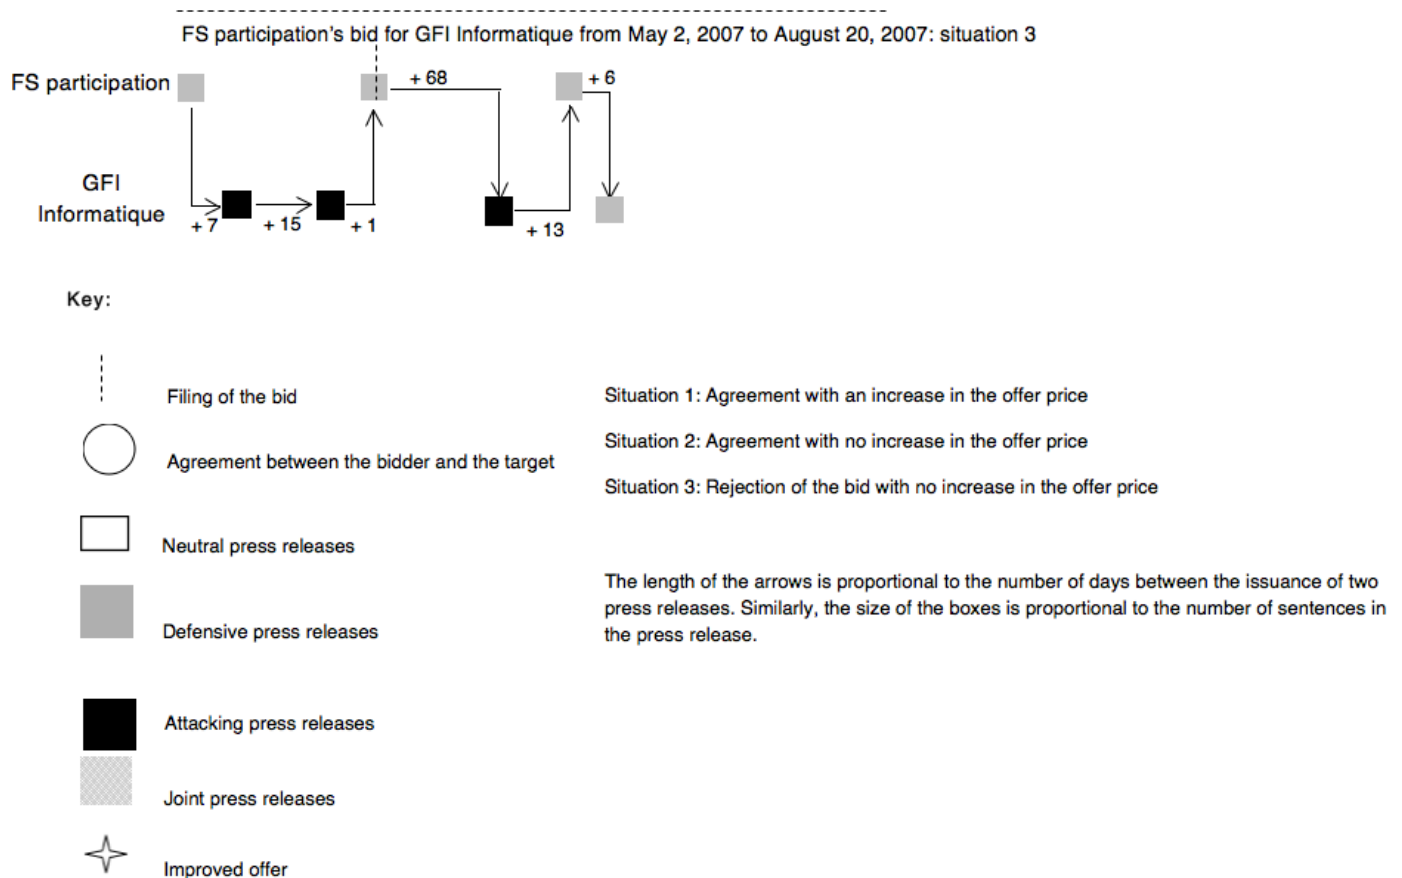 FS participation's bid for GFI Informatique from May 2, 2007 to August 20, 2007: situation 3
FS participation
+ 68
+ 6
GFI
Informatique
+ 7
+ 15
+ 1
+ 13
Key:
Filing of the bid
Situation 1: Agreement with an increase in the offer price
Agreement between the bidder and the target
Situation 2: Agreement with no increase in the offer price
Situation 3: Rejection of the bid with no increase in the offer price
Neutral press releases
The length of the arrows is proportional to the number of days between the issuance of two
press releases. Similarly, the size of the boxes is proportional to the number of sentences in
the press release.
Defensive press releases
Attacking press releases
Joint press releases
Improved offer